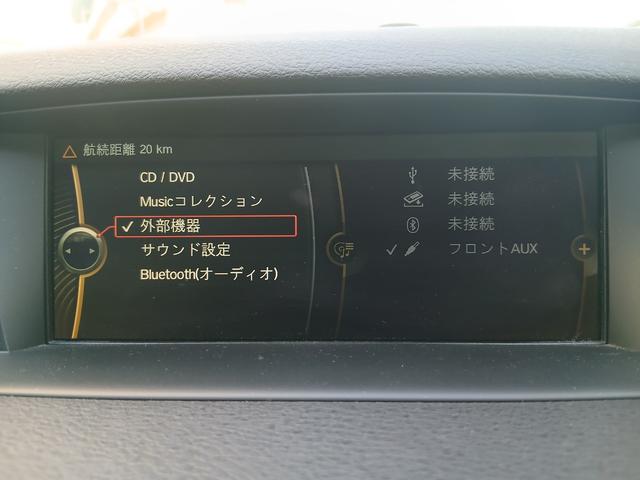 航続距離 20 km
CD / DVD
Musicコレクション
外部機器
サウンド設定
Bluetooth(オーディオ)
未接続
未接続
未接続
フロントAUX